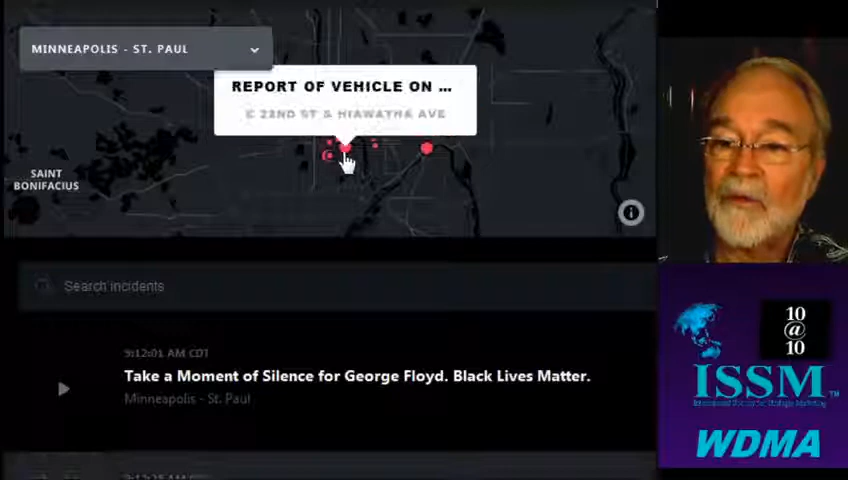 MINNEAPOLIS - ST. PAUL
REPORT OF VEHICLE ON ...
E 22ND ST & HIAWATHA AVE
SAINT
BONIFACIUS
Search incidents
9:12:01 AM CDT
Take a Moment of Silence for George Floyd. Black Lives Matter.
Minneapolis - St. Paul
10
@
10
ISSM™
WDMA